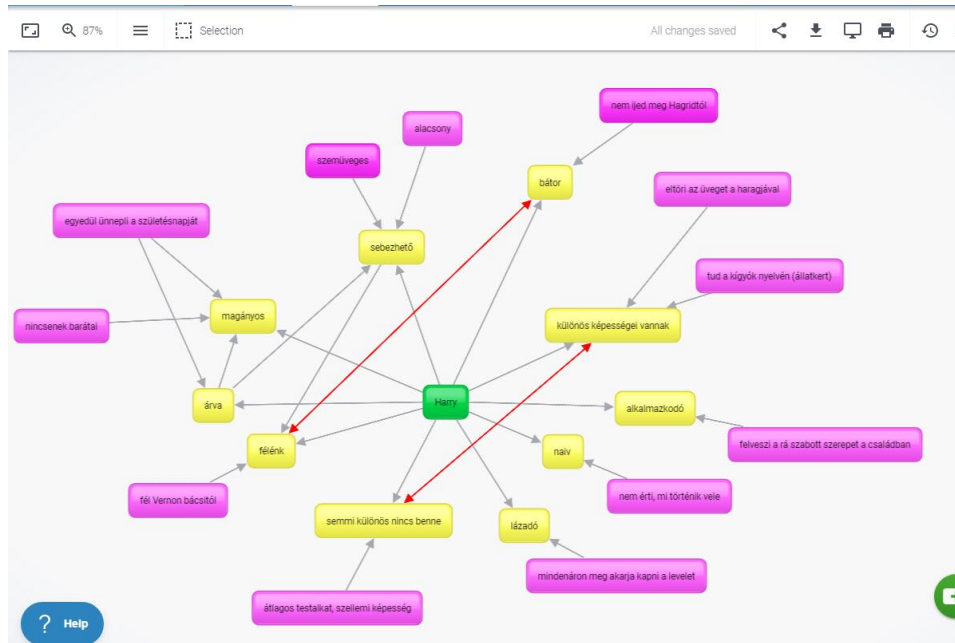 87%
Selection
All changes saved
nem ijed meg Hagridtól
alacsony
szemüveges
bátor
eltöri az üveget a haragjával
egyedül ünnepli a születésnapját
sebezhető
tud a kígyók nyelvén (állatkert)
magányos
nincsenek barátai
különös képességei vannak
Harry
árva
alkalmazkodó
félénk
naiv
felveszi a rá szabott szerepet a családban
fél Vernon bácsitól
nem érti, mi történik vele
semmi különös nincs benne
lázadó
mindenáron meg akarja kapni a levelet
átlagos testalkat, szellemi képesség
? Help